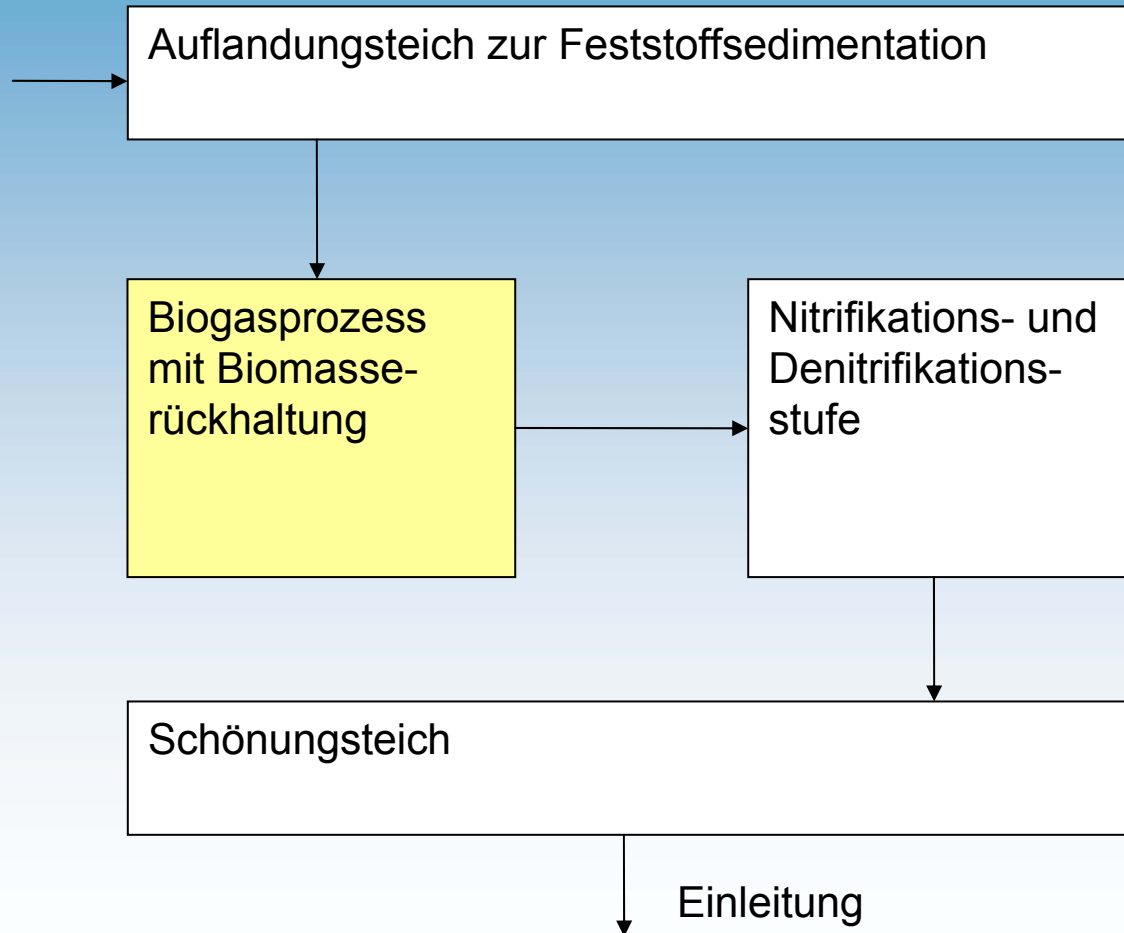 Auflandungsteich zur Feststoffsedimentation
Biogasprozess
mit Biomasse-
rückhaltung
Nitrifikations- und
Denitrifikations-
stufe
Schönungsteich
Einleitung